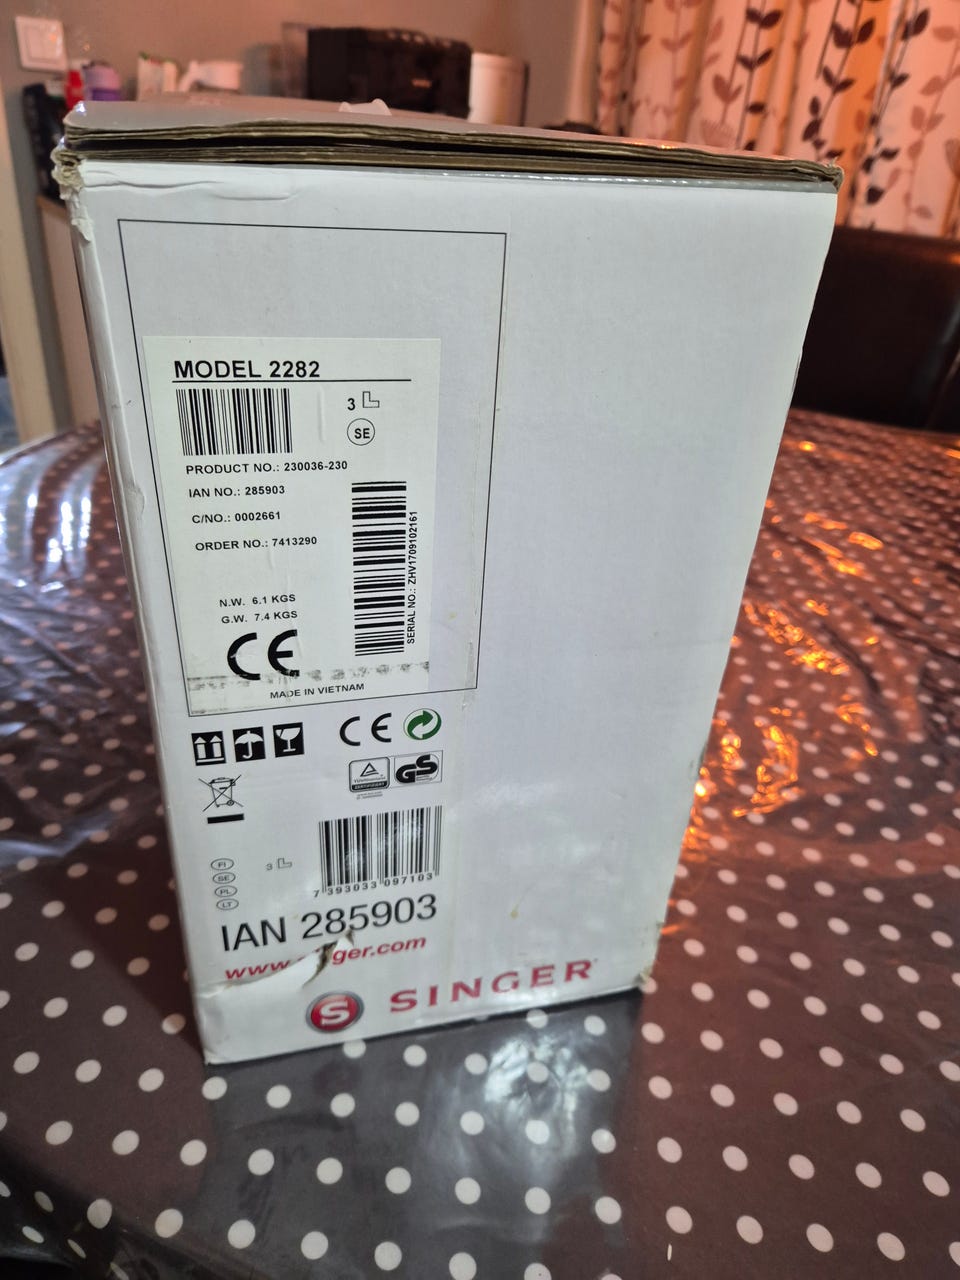 MODEL 2282
3
SE
PRODUCT NO.: 230036-230
IAN NO.: 285903
C/NO.: 0002661
ORDER NO.: 7413290
SERIAL NO.: ZHV1709102161
N.W. 6.1 KGS
G.W. 7.4 KGS
CE
MADE IN VIETNAM
CE
GS
FI
SE
PL
LT
3
7 393033 097103
IAN 285903
www. ger.com
S SINGER